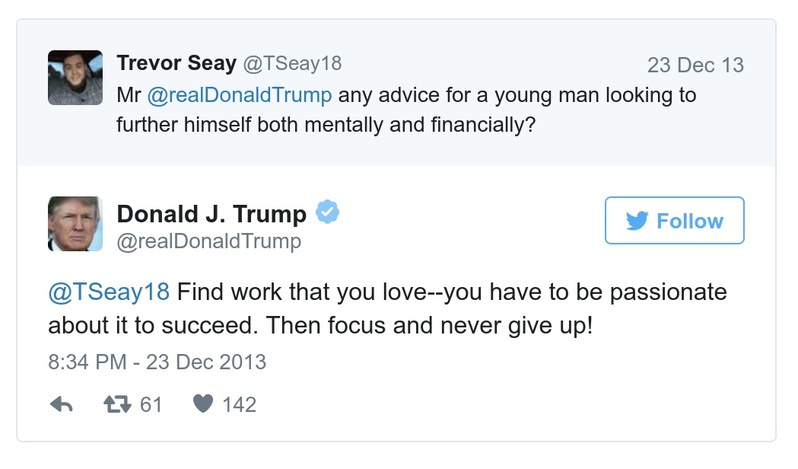 Trevor Seay @TSeay18 23 Dec 13
Mr @realDonaldTrump any advice for a young man looking to
further himself both mentally and financially?
Donald J. Trump
Follow
@realDonaldTrump
@TSeay18 Find work that you love--you have to be passionate
about it to succeed. Then focus and never give up!
8:34 PM - 23 Dec 2013
61 142